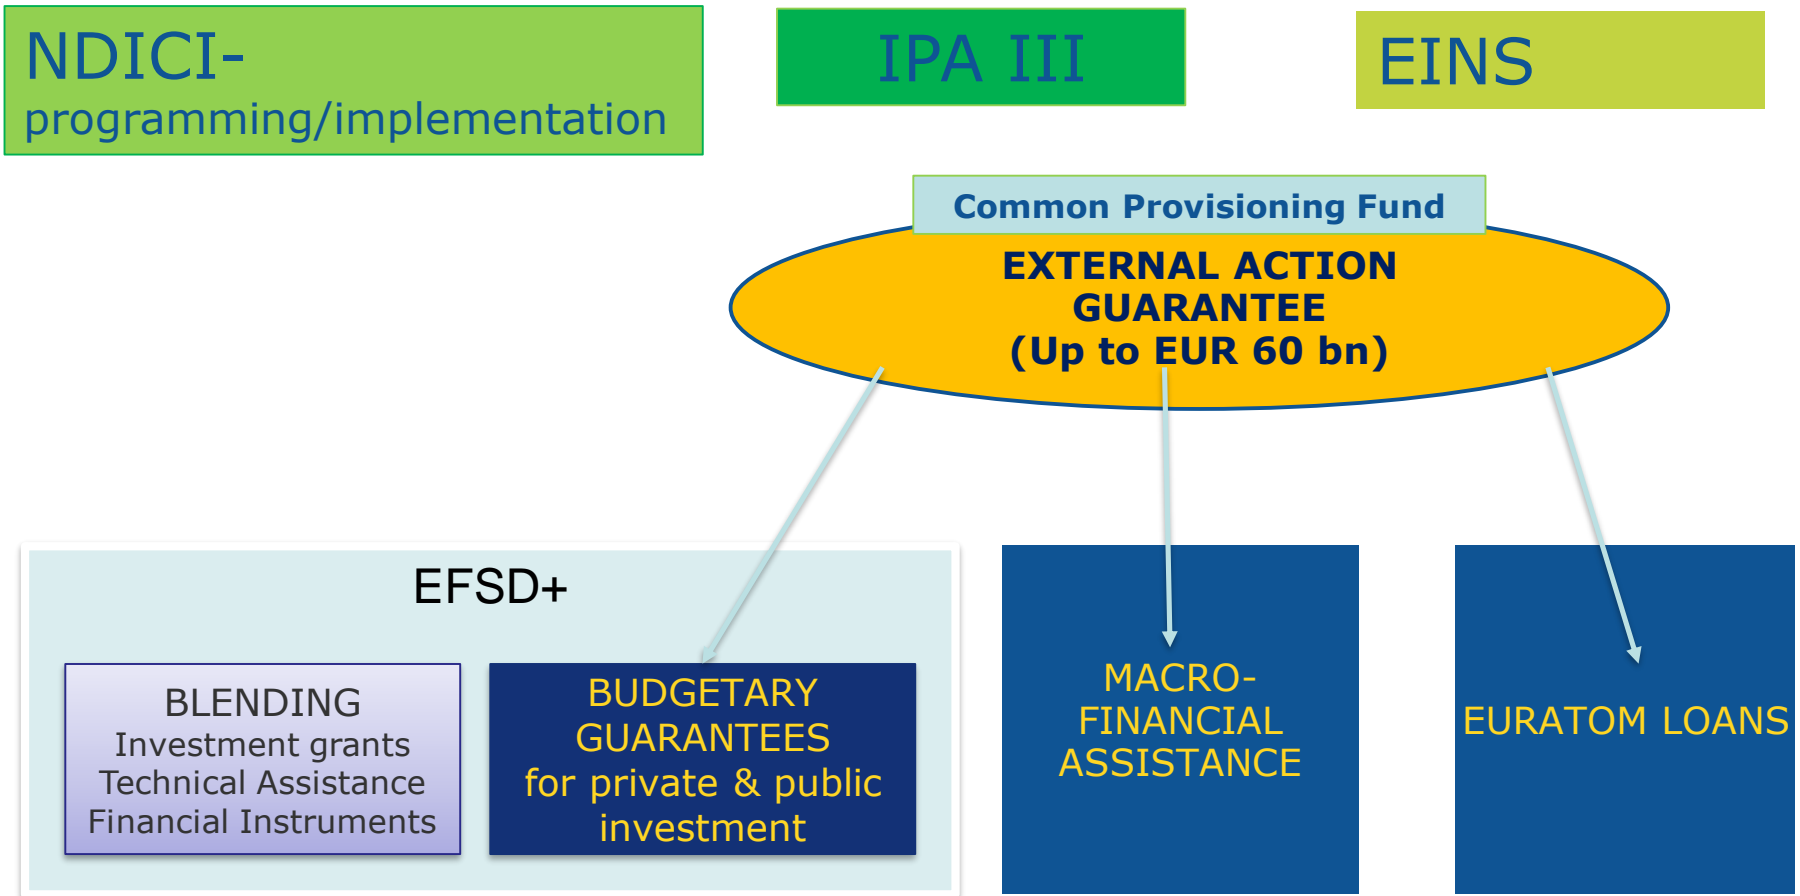 NDICI-
programming/implementation
IPA III
EINS
Common Provisioning Fund
EXTERNAL ACTION
GUARANTEE
(Up to EUR 60 bn)
EFSD+
BLENDING
Investment grants
Technical Assistance
Financial Instruments
BUDGETARY
GUARANTEES
for private & public
investment
MACRO-
FINANCIAL
ASSISTANCE
EURATOM LOANS